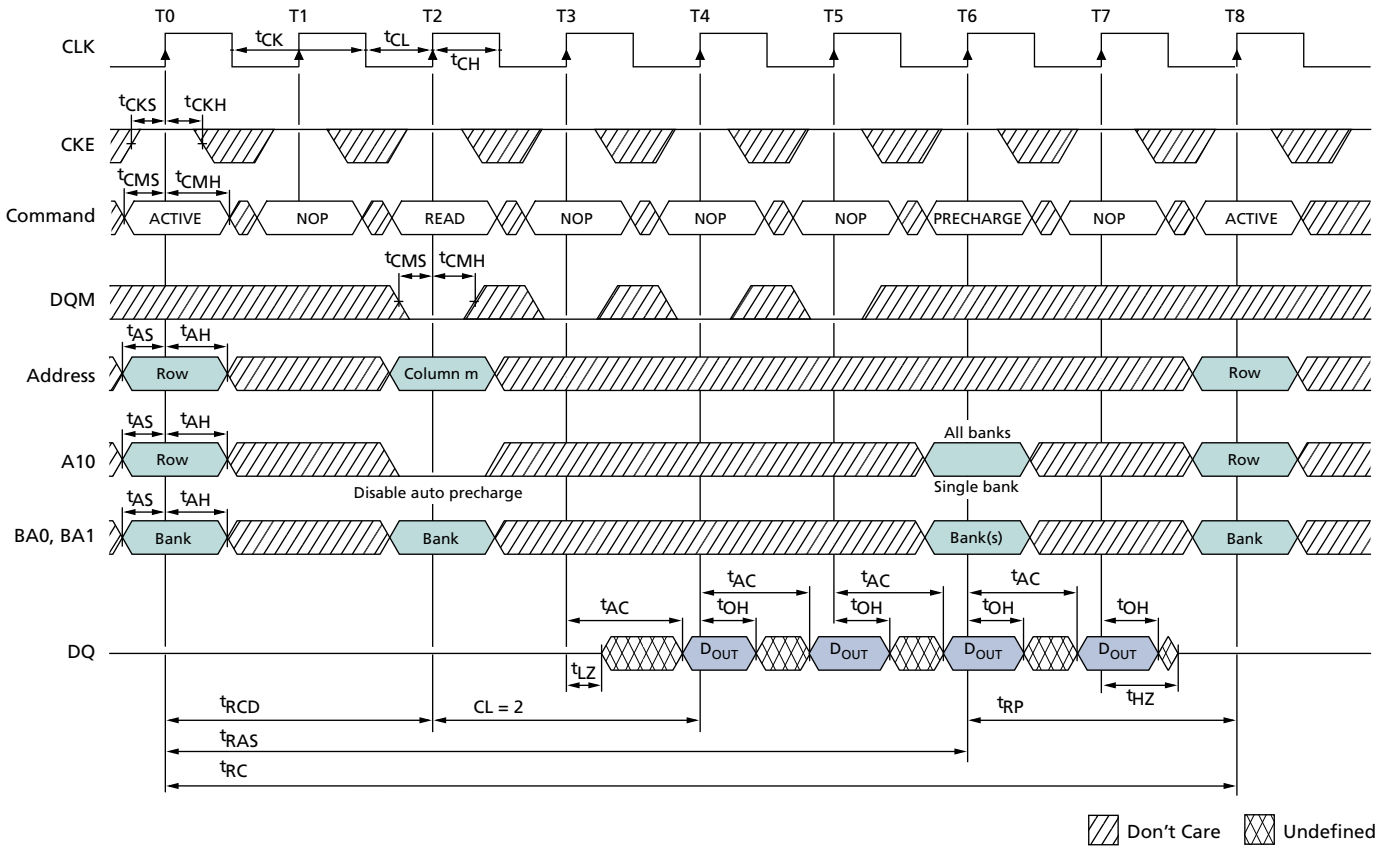 T0 T1 T2 T3 T4 T5 T6 T7 T8
CLK tCK tCL tCH
tCKS tCKH
CKE
tCMS tCMH
Command ACTIVE NOP READ NOP NOP NOP PRECHARGE NOP ACTIVE
tCMS tCMH
DQM
tAS tAH
Address Row Column m Row
tAS tAH All banks
A10 Row Row
Disable auto precharge Single bank
tAS tAH
BA0, BA1 Bank Bank Bank(s) Bank
tAC tAC tAC tAC
tOH tOH tOH tOH
DQ DOUT DOUT DOUT DOUT
tLZ tHZ
tRCD CL = 2 tRP
tRAS
tRC
Don't Care Undefined